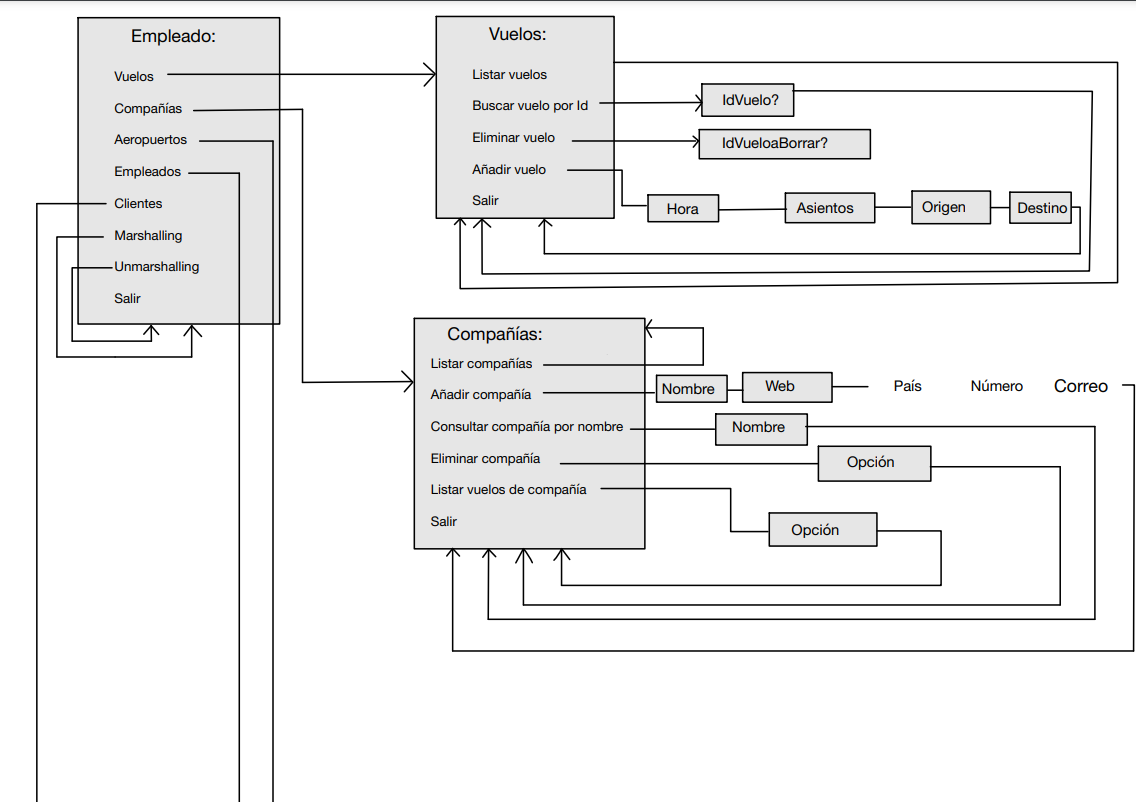 Empleado:
Vuelos
Compañías
Aeropuertos
Empleados
Clientes
Marshalling
Unmarshalling
Salir
Vuelos:
Listar vuelos
Buscar vuelo por Id
IdVuelo?
Eliminar vuelo
IdVueloaBorrar?
Añadir vuelo
Salir
Hora
Asientos
Origen
Destino
Compañías:
Listar compañías
Añadir compañía
Nombre
Web
País
Número
Correo
Consultar compañía por nombre
Nombre
Eliminar compañía
Opción
Listar vuelos de compañía
Opción
Salir